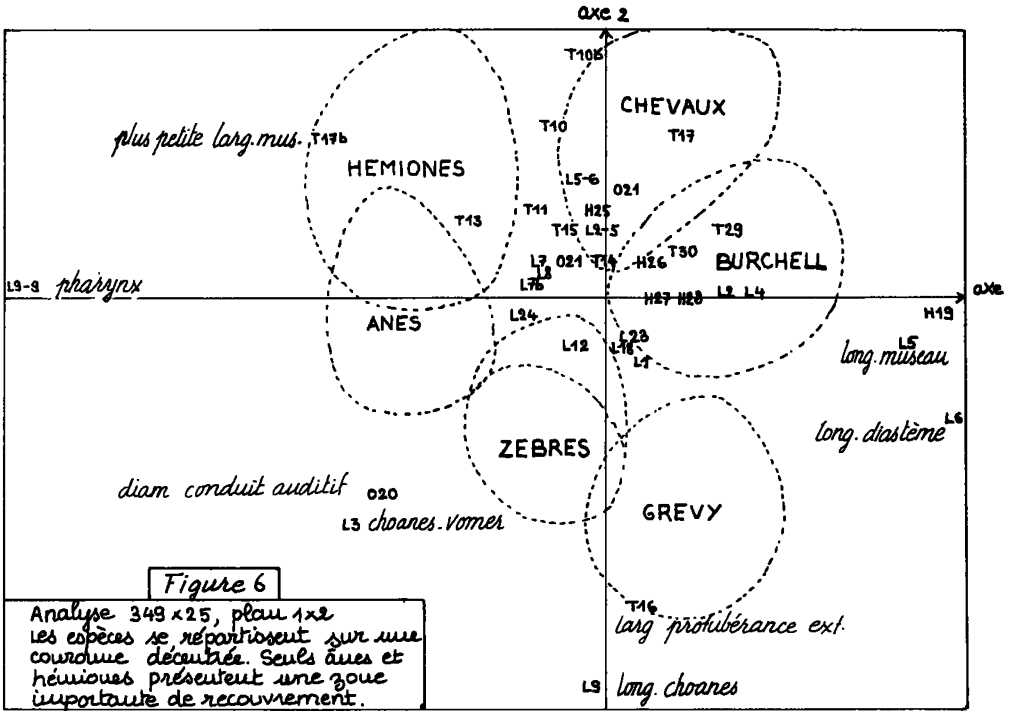 axe 2
T10b
CHEVAUX
T10
T17
plus petite larg. mus. T17b
HEMIONES
L5-6
O21
T11
H25
T13
T15 L2-5
T29
T30
L7 O21 T14 H26
BURCHELL
L8
L9-9 pharynx
L7b
axe
H27 H28 L2 L4
H19
L24
ANES
L23
L12
L18
L5
L1
long. museau
L6
long. diastème
ZEBRES
diam conduit auditif O20
GREVY
L3 choanes-vomer
Figure 6
T16
Analyse 349 x 25, plan 1x2
larg protubérance ext.
Les espèces se répartissent sur une
couronne décentrée. Seuls ânes et
hémiones présentent une zone
importante de recouvrement.
L9 long. choanes